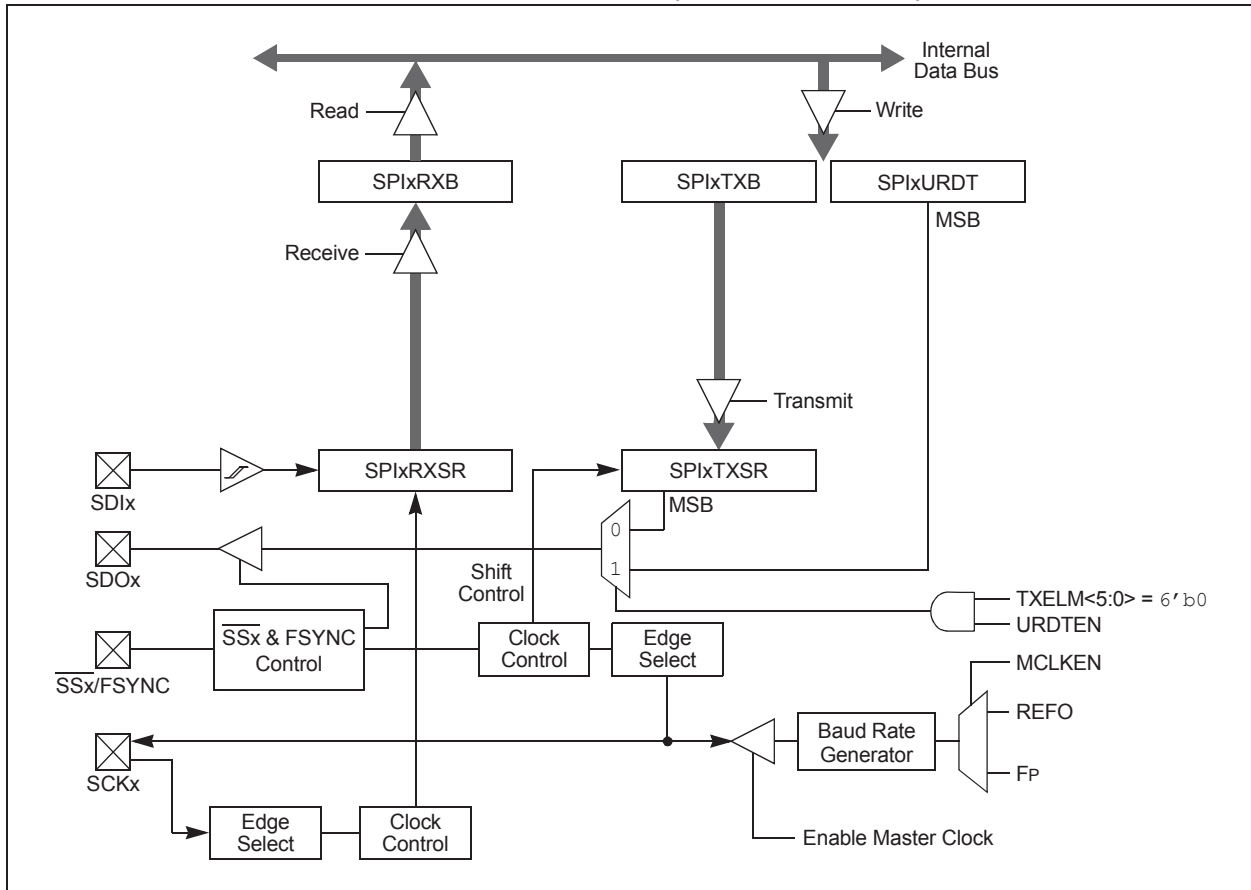 Internal
Data Bus
Read
Write
SPIxRXB
SPIxTXB
SPIxURDT
MSB
Receive
Transmit
SPIxRXSR
SPIxTXSR
SDIx
MSB
0
1
SDOx
Shift
Control
TXELM<5:0> = 6'b0
URDTEN
SSx & FSYNC
Control
Clock
Control
Edge
Select
SSx/FSYNC
MCLKEN
REFO
Baud Rate
Generator
FP
SCKx
Edge
Select
Clock
Control
Enable Master Clock